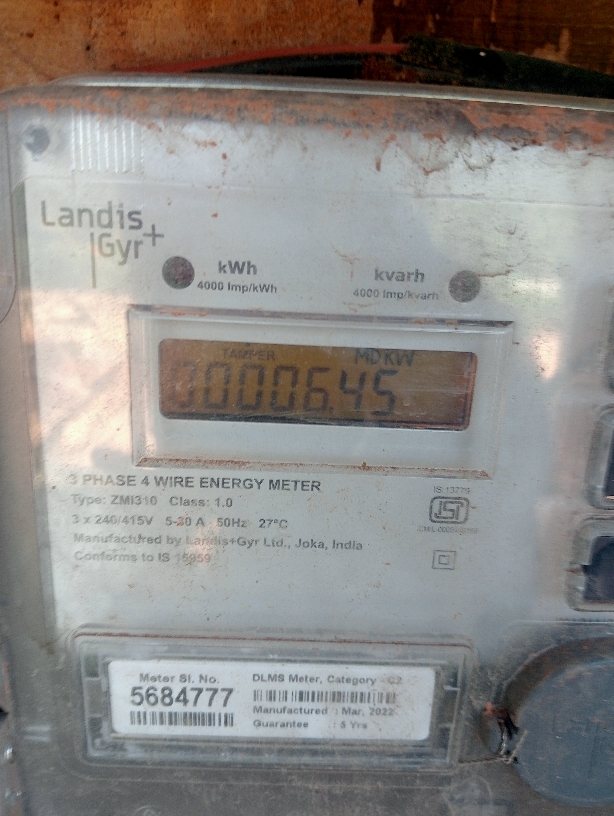 Landis
Gyr+
kWh
4000 Imp/kWh
kvarh
4000 Imp/kvarh
TAMPER MD KW
00006.45
3 PHASE 4 WIRE ENERGY METER
Type: ZMI310 Class: 1.0
3 x 240/415V 5-30 A 50Hz 27°C
Manufactured by Landis+Gyr Ltd., Joka, India
Conforms to IS 15959
IS 13779
ISI
Meter Sl. No.
5684777
DLMS Meter, Category - C2
Manufactured : Mar, 2022
Guarantee : 5 Yrs